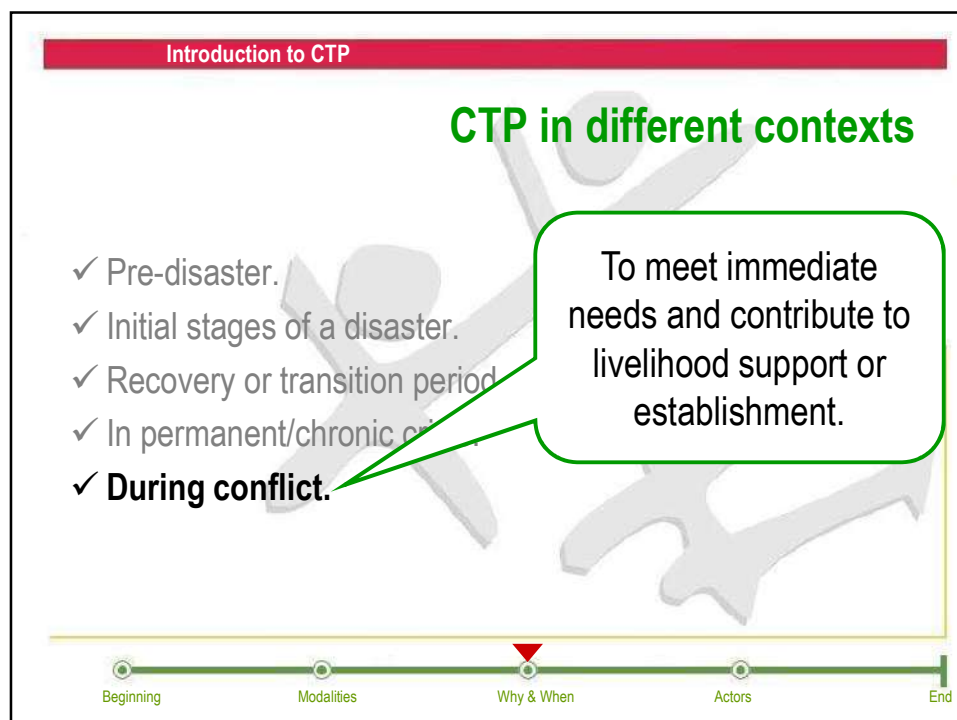 Introduction to CTP
CTP in different contexts
✓ Pre-disaster.
✓ Initial stages of a disaster.
✓ Recovery or transition period
✓ In permanent/chronic
✓ During conflict.
To meet immediate
needs and contribute to
livelihood support or
establishment.
Beginning
Modalities
Why & When
Actors
End